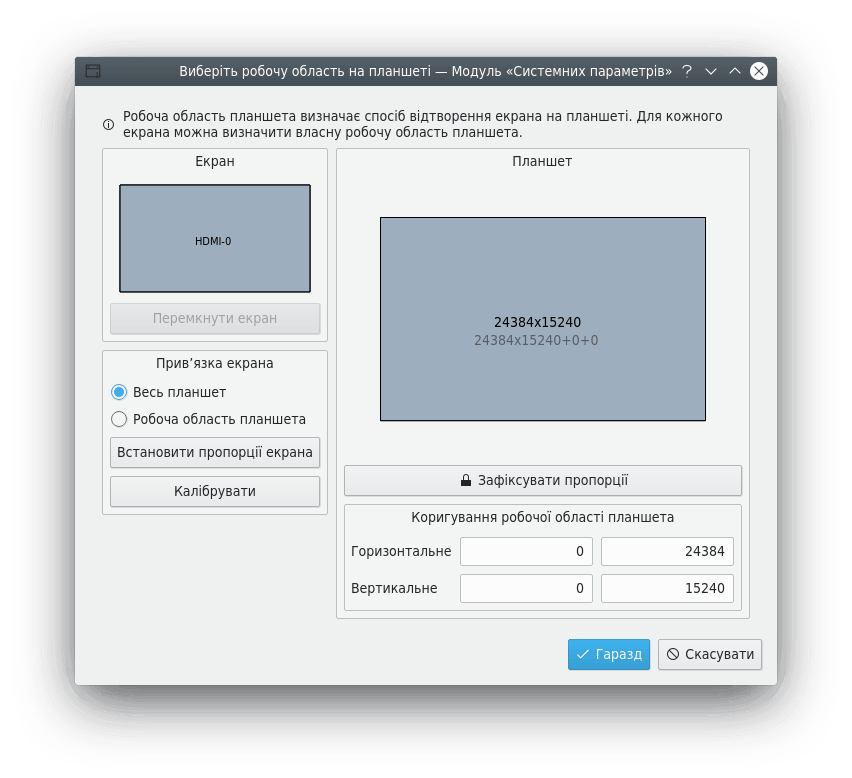 Виберіть робочу область на планшеті — Модуль «Системних параметрів»
Робоча область планшета визначає спосіб відтворення екрана на планшеті. Для кожного
екрана можна визначити власну робочу область планшета.
Екран
HDMI-0
Перемкнути екран
Прив’язка екрана
Весь планшет
Робоча область планшета
Встановити пропорції екрана
Калібрувати
Планшет
24384x15240
24384x15240+0+0
Зафіксувати пропорції
Коригування робочої області планшета
Горизонтальне 0 24384
Вертикальне 0 15240
Гаразд Скасувати